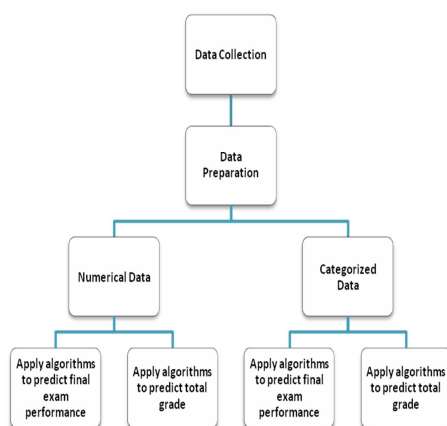 Data Collection
Data
Preparation
Numerical Data
Categorized
Data
Apply algorithms
to predict final
exam
performance
Apply algorithms
to predict total
grade
Apply algorithms
to predict final
exam
performance
Apply algorithms
to predict total
grade